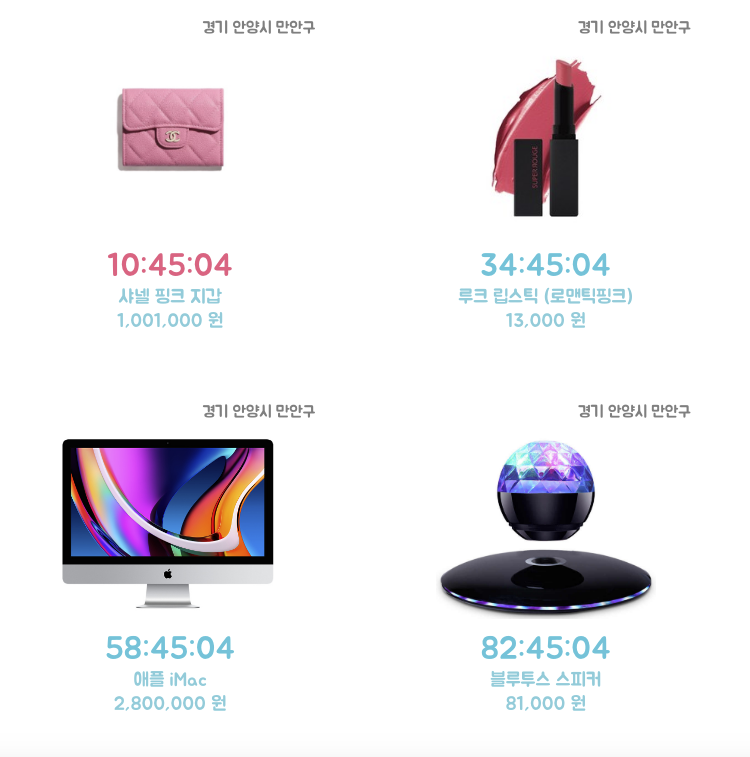 경기 안양시 만안구
경기 안양시 만안구
SUPER ROUGE
10:45:04
34:45:04
샤넬 핑크 지갑
루크 립스틱 (로맨틱핑크)
1,001,000 원
13,000 원
경기 안양시 만안구
경기 안양시 만안구
58:45:04
82:45:04
애플 iMac
블루투스 스피커
2,800,000 원
81,000 원